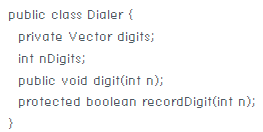 public class Dialer {
private Vector digits;
int nDigits;
public void digit(int n);
protected boolean recordDigit(int n);
}